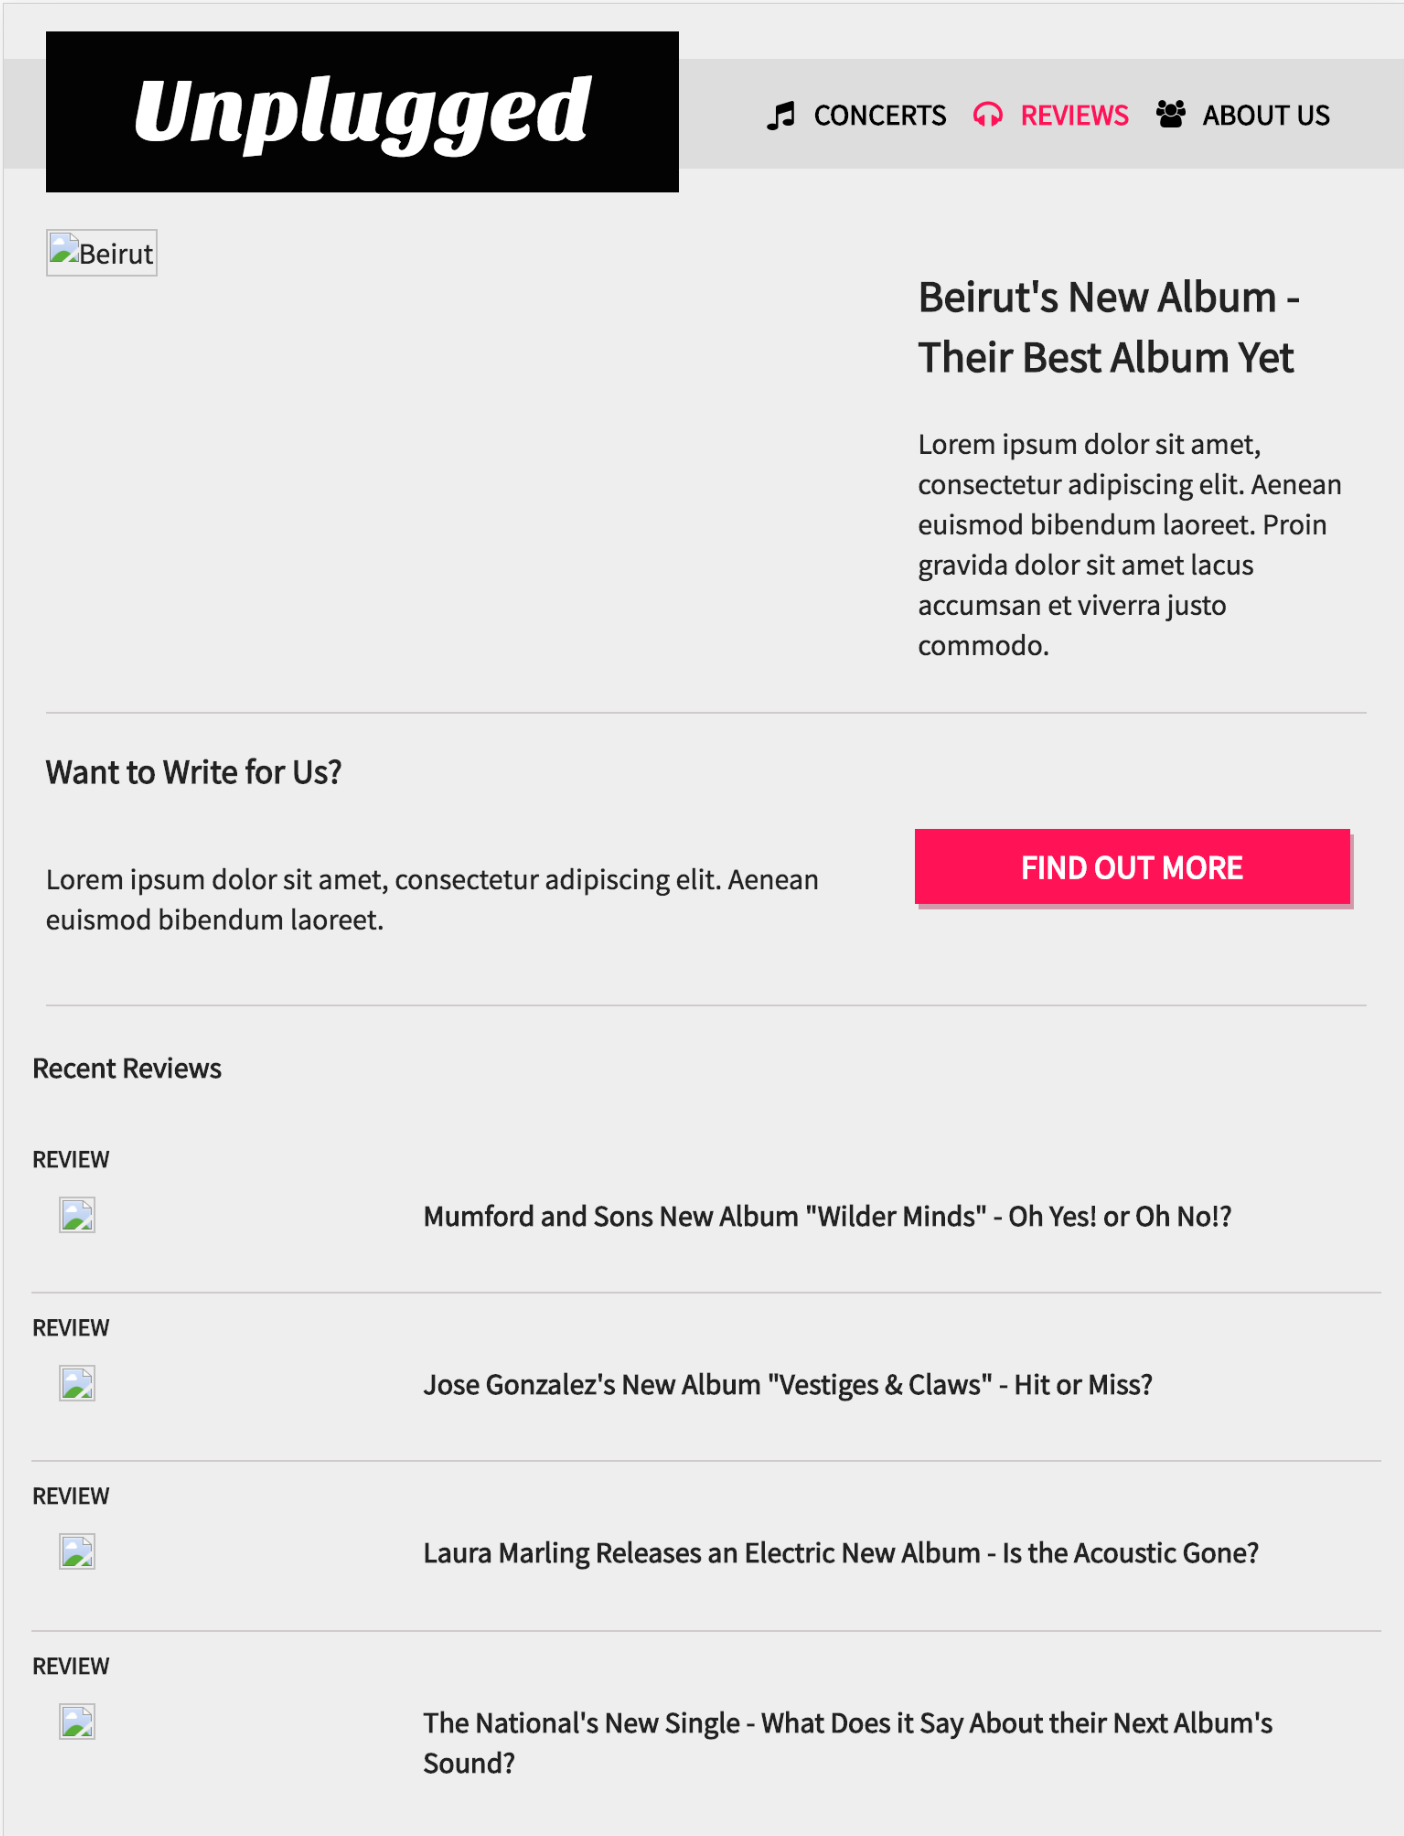 Unplugged
CONCERTS REVIEWS ABOUT US
Beirut
Beirut's New Album -
Their Best Album Yet
Lorem ipsum dolor sit amet,
consectetur adipiscing elit. Aenean
euismod bibendum laoreet. Proin
gravida dolor sit amet lacus
accumsan et viverra justo
commodo.
Want to Write for Us?
Lorem ipsum dolor sit amet, consectetur adipiscing elit. Aenean
euismod bibendum laoreet.
FIND OUT MORE
Recent Reviews
REVIEW
Mumford and Sons New Album "Wilder Minds" - Oh Yes! or Oh No!?
REVIEW
Jose Gonzalez's New Album "Vestiges & Claws" - Hit or Miss?
REVIEW
Laura Marling Releases an Electric New Album - Is the Acoustic Gone?
REVIEW
The National's New Single - What Does it Say About their Next Album's
Sound?